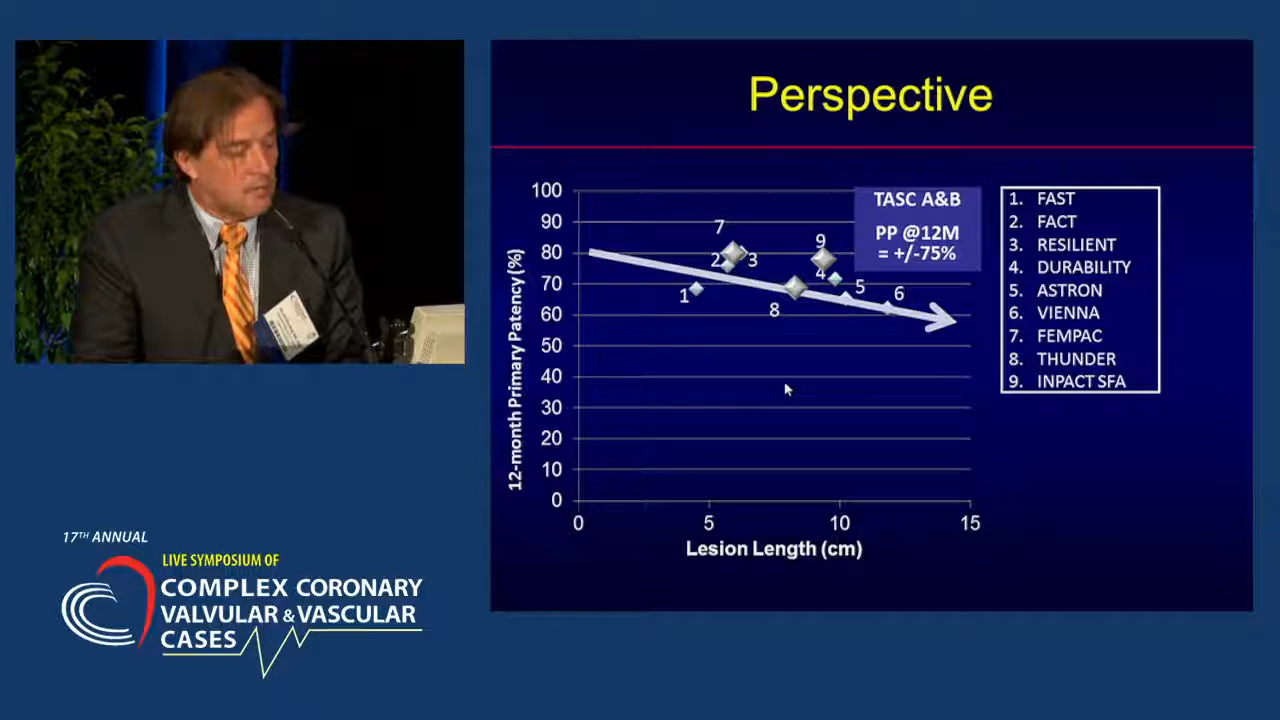 Perspective
100
90
80
70
60
50
40
30
20
10
0
12-month Primary Patency (%)
0
5
10
15
Lesion Length (cm)
7
2
3
1
9
4
8
5
6
TASC A&B
PP @12M
= +/-75%
1. FAST
2. FACT
3. RESILIENT
4. DURABILITY
5. ASTRON
6. VIENNA
7. FEMPAC
8. THUNDER
9. INPACT SFA
17TH ANNUAL
LIVE SYMPOSIUM OF
COMPLEX CORONARY
VALVULAR & VASCULAR
CASES